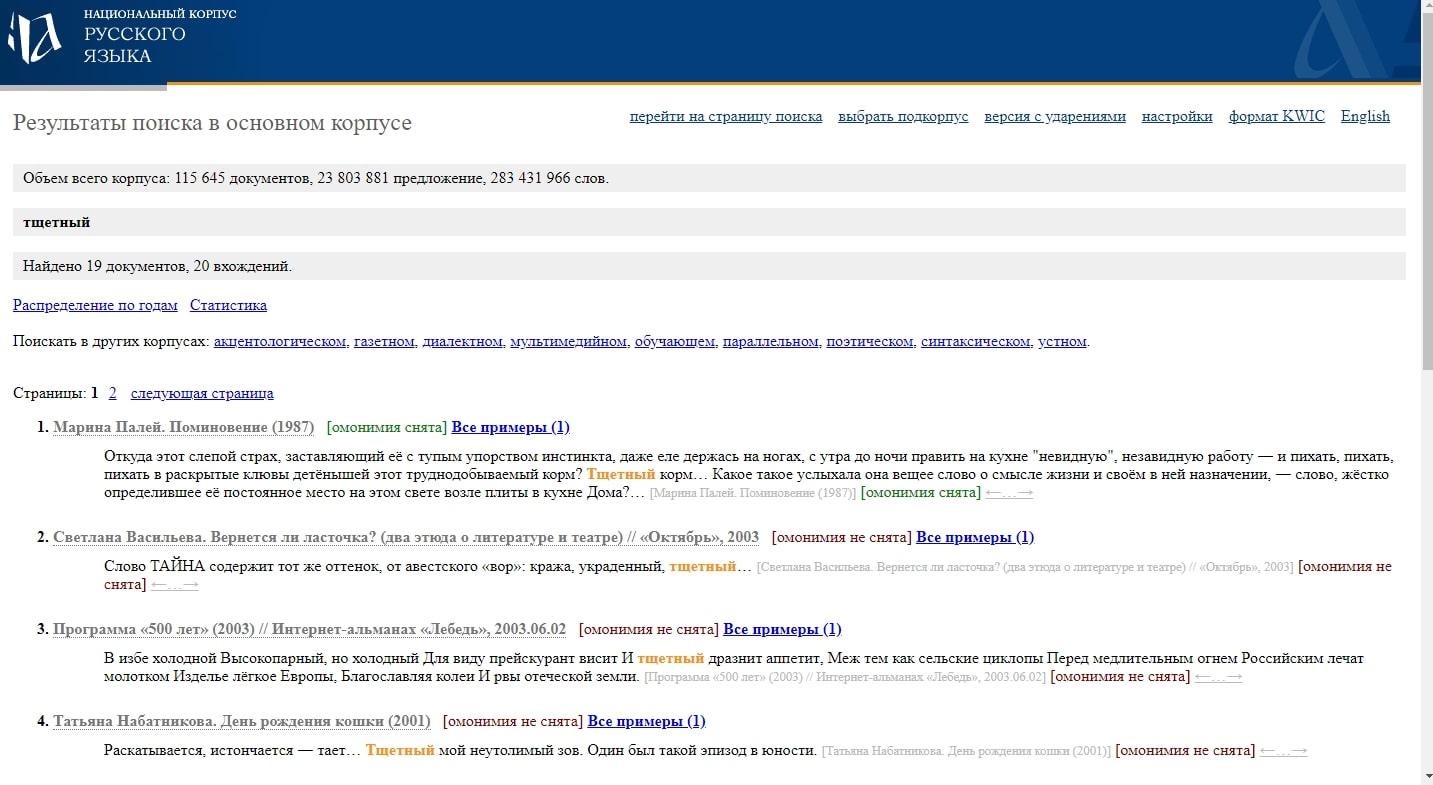 НАЦИОНАЛЬНЫЙ КОРПУС
РУССКОГО
ЯЗЫКА
Результаты поиска в основном корпусе
перейти на страницу поиска выбрать подкорпус версия с ударениями настройки формат KWIC English
Объем всего корпуса: 115 645 документов, 23 803 881 предложение, 283 431 966 слов.
тщетный
Найдено 19 документов, 20 вхождений.
Распределение по годам Статистика
Поискать в других корпусах: акцентологическом, газетном, диалектном, мультимедийном, обучающем, параллельном, поэтическом, синтаксическом, устном.
Страницы: 1 2 следующая страница
1. Марина Палей. Поминовение (1987) [омонимия снята] Все примеры (1)
Откуда этот слепой страх, заставляющий её с тупым упорством инстинкта, даже еле держась на ногах, с утра до ночи править на кухне "невидную", незавидную работу — и пихать, пихать,
пихать в раскрытые клювы детёнышей этот труднодобываемый корм? Тщетный корм… Какое такое услыхала она вещее слово о смысле жизни и своём в ней назначении, — слово, жёстко
определившее её постоянное место на этом свете возле плиты в кухне Дома?… [Марина Палей. Поминовение (1987)] [омонимия снята] ←…→
2. Светлана Васильева. Вернется ли ласточка? (два этюда о литературе и театре) // «Октябрь», 2003 [омонимия не снята] Все примеры (1)
Слово ТАЙНА содержит тот же оттенок, от авестского «вор»: кража, украденный, тщетный… [Светлана Васильева. Вернется ли ласточка? (два этюда о литературе и театре) // «Октябрь», 2003] [омонимия не
снята] ←…→
3. Программа «500 лет» (2003) // Интернет-альманах «Лебедь», 2003.06.02 [омонимия не снята] Все примеры (1)
В избе холодной Высокопарный, но холодный Для виду прейскурант висит И тщетный дразнит аппетит, Меж тем как сельские циклопы Перед медлительным огнем Российским лечат
молотком Изделье лёгкое Европы, Благославляя колеи И рвы отеческой земли. [Программа «500 лет» (2003) // Интернет-альманах «Лебедь», 2003.06.02] [омонимия не снята] ←…→
4. Татьяна Набатникова. День рождения кошки (2001) [омонимия не снята] Все примеры (1)
Раскатывается, истончается — тает… Тщетный мой неутолимый зов. Один был такой эпизод в юности. [Татьяна Набатникова. День рождения кошки (2001)] [омонимия не снята] ←…→